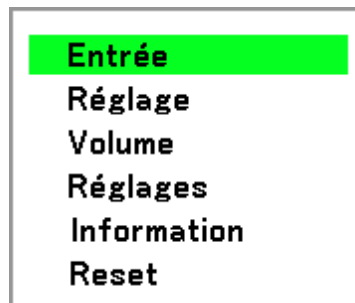 Entrée
Réglage
Volume
Réglages
Information
Reset